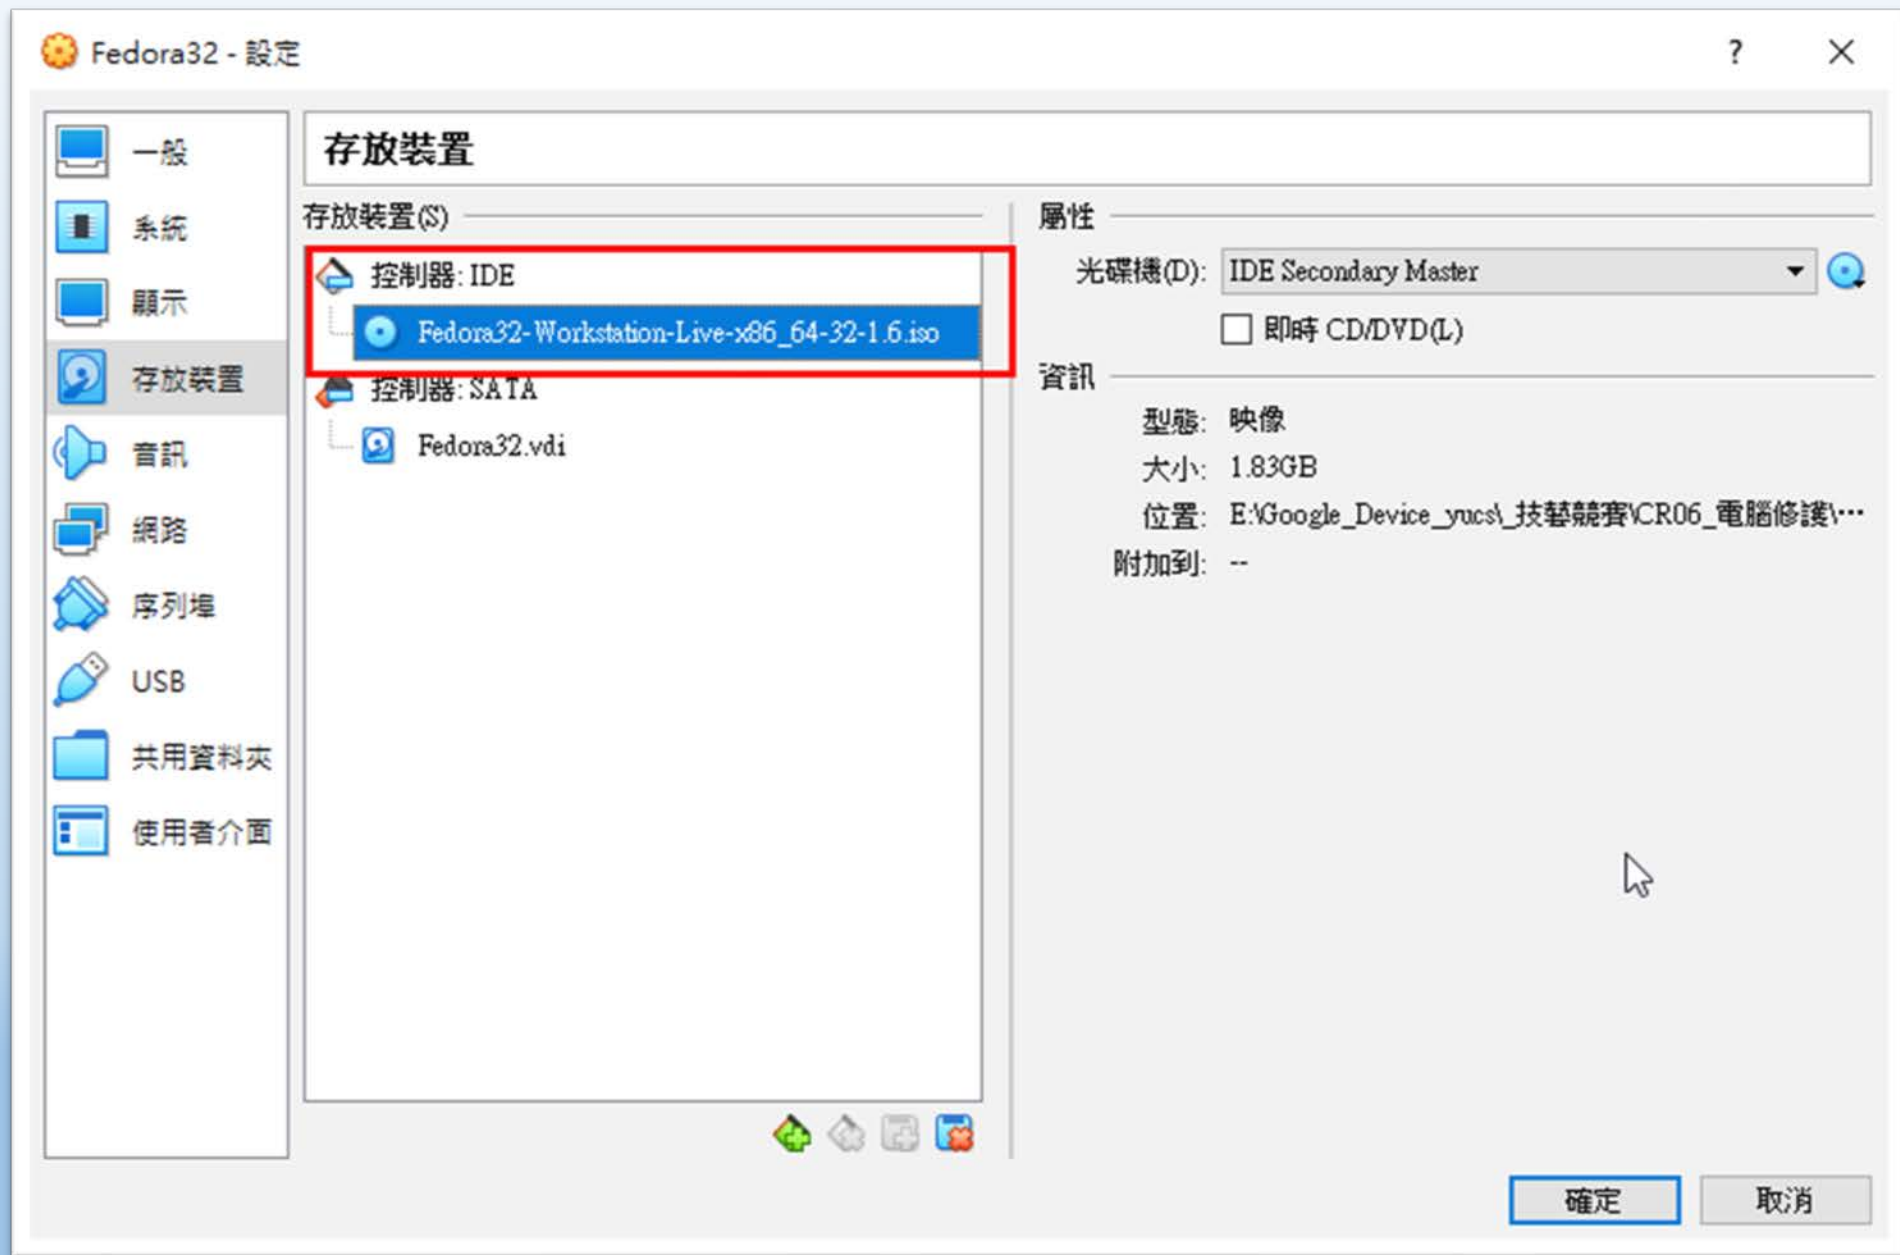 Fedora32 - 設定
?
一般
系統
顯示
存放裝置
音訊
網路
序列埠
USB
共用資料夾
使用者介面
存放裝置
存放裝置(S)
控制器: IDE
Fedora32-Workstation-Live-x86_64-32-1.6.iso
控制器: SATA
Fedora32.vdi
屬性
光碟機(D): IDE Secondary Master
即時 CD/DVD(L)
資訊
型態: 映像
大小: 1.83GB
位置: E:\Google_Device_yucs\_技藝競賽\CR06_電腦修護\⋯
附加到: --
確定
取消